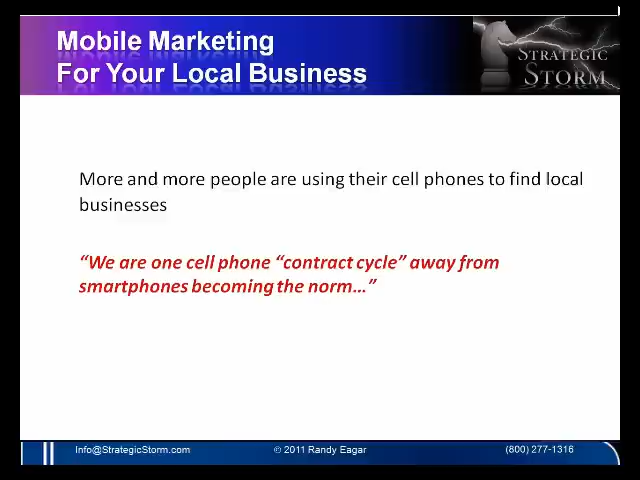 Mobile Marketing
For Your Local Business
STRATEGIC
STORM
More and more people are using their cell phones to find local
businesses
“We are one cell phone “contract cycle” away from
smartphones becoming the norm…”
Info@StrategicStorm.com
© 2011 Randy Eagar
(800) 277-1316